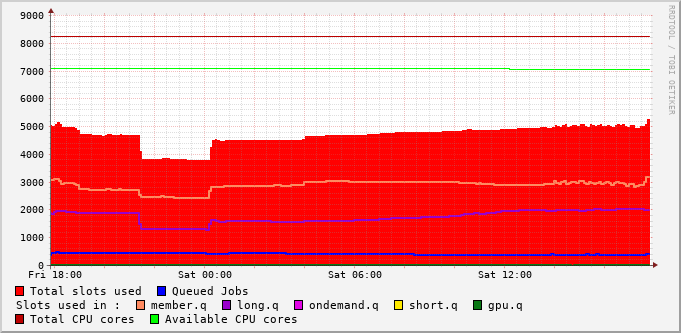 9000
8000
7000
6000
5000
4000
3000
2000
1000
0
Fri 18:00 Sat 00:00 Sat 06:00 Sat 12:00
Total slots used Queued Jobs
Slots used in : member.q long.q ondemand.q short.q gpu.q
Total CPU cores Available CPU cores
RRDTOOL / TOBI OETIKER